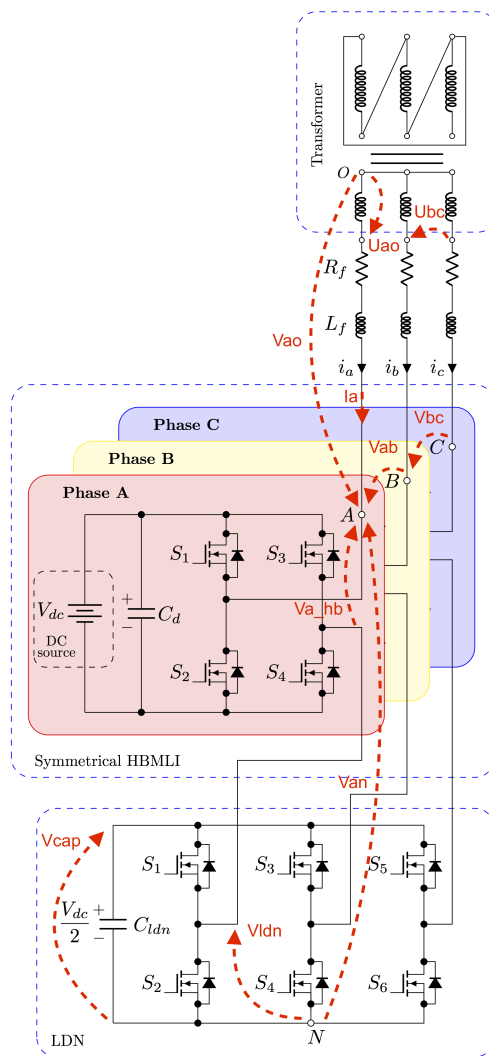 Transformer
O
Ubc
Uao
R_f
L_f
Vao
i_a
i_b
i_c
Ia
Vbc
Phase C
Vab
C
Phase B
B
Phase A
A
S_1
S_3
V_dc
+
−
C_d
Va_hb
DC
source
S_2
S_4
Symmetrical HBMLI
Van
Vcap
S_1
S_3
S_5
V_dc/2
+
−
C_ldn
Vldn
S_2
S_4
S_6
N
LDN